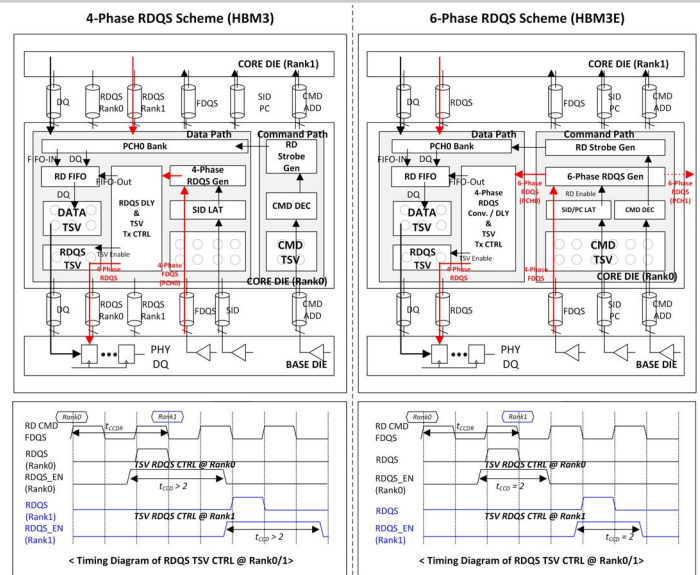 4-Phase RDQS Scheme (HBM3)
CORE DIE (Rank1)
DQ
RDQS
Rank0
RDQS
Rank1
FDQS
SID
PC
CMD
ADD
Data Path
Command Path
PCH0 Bank
RD
Strobe
Gen
FIFO-IN
DQ
RD FIFO
FIFO-Out
4-Phase
RDQS Gen
DQ
RDQS DLY
&
TSV
Tx CTRL
DATA
TSV
SID LAT
CMD DEC
RDQS
TSV
TSV Enable
CMD
TSV
4-Phase
RDQS
4-Phase
FDQS
(PCH0)
CORE DIE (Rank0)
DQ
RDQS
Rank0
RDQS
Rank1
FDQS
SID
CMD
ADD
PHY
DQ
BASE DIE
Rank0
Rank1
RD CMD
FDQS
tCCDR
RDQS
(Rank0)
TSV RDQS CTRL @ Rank0
RDQS_EN
(Rank0)
tCCD > 2
RDQS
(Rank1)
TSV RDQS CTRL @ Rank1
RDQS_EN
(Rank1)
tCCD > 2
< Timing Diagram of RDQS TSV CTRL @ Rank0/1>
6-Phase RDQS Scheme (HBM3E)
CORE DIE (Rank1)
DQ
RDQS
FDQS
SID
PC
CMD
ADD
Data Path
Command Path
PCH0 Bank
RD Strobe Gen
FIFO-IN
DQ
RD FIFO
FIFO-Out
6-Phase RDQS Gen
6-Phase
RDQS
(PCH0)
6-Phase
RDQS
(PCH1)
DQ
RD Enable
4-Phase
RDQS
Conv. / DLY
&
TSV
Tx CTRL
DATA
TSV
SID/PC LAT
CMD DEC
RDQS
TSV
TSV Enable
CMD
TSV
4-Phase
RDQS
4-Phase
FDQS
CORE DIE (Rank0)
DQ
RDQS
FDQS
SID
PC
CMD
ADD
PHY
DQ
BASE DIE
Rank0
Rank1
RD CMD
FDQS
tCCDR
RDQS
TSV RDQS CTRL @ Rank0
RDQS_EN
(Rank0)
tCCD = 2
RDQS
TSV RDQS CTRL @ Rank1
RDQS_EN
(Rank1)
tCCD = 2
< Timing Diagram of RDQS TSV CTRL @ Rank0/1>